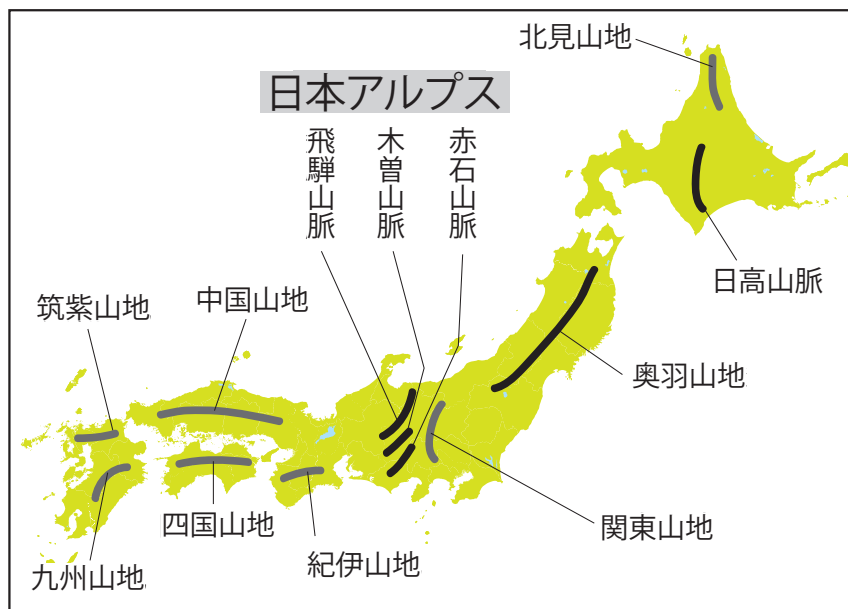 北見山地
日本アルプス
飛騨山脈
木曽山脈
赤石山脈
日高山脈
筑紫山地
中国山地
奥羽山地
四国山地
関東山地
紀伊山地
九州山地